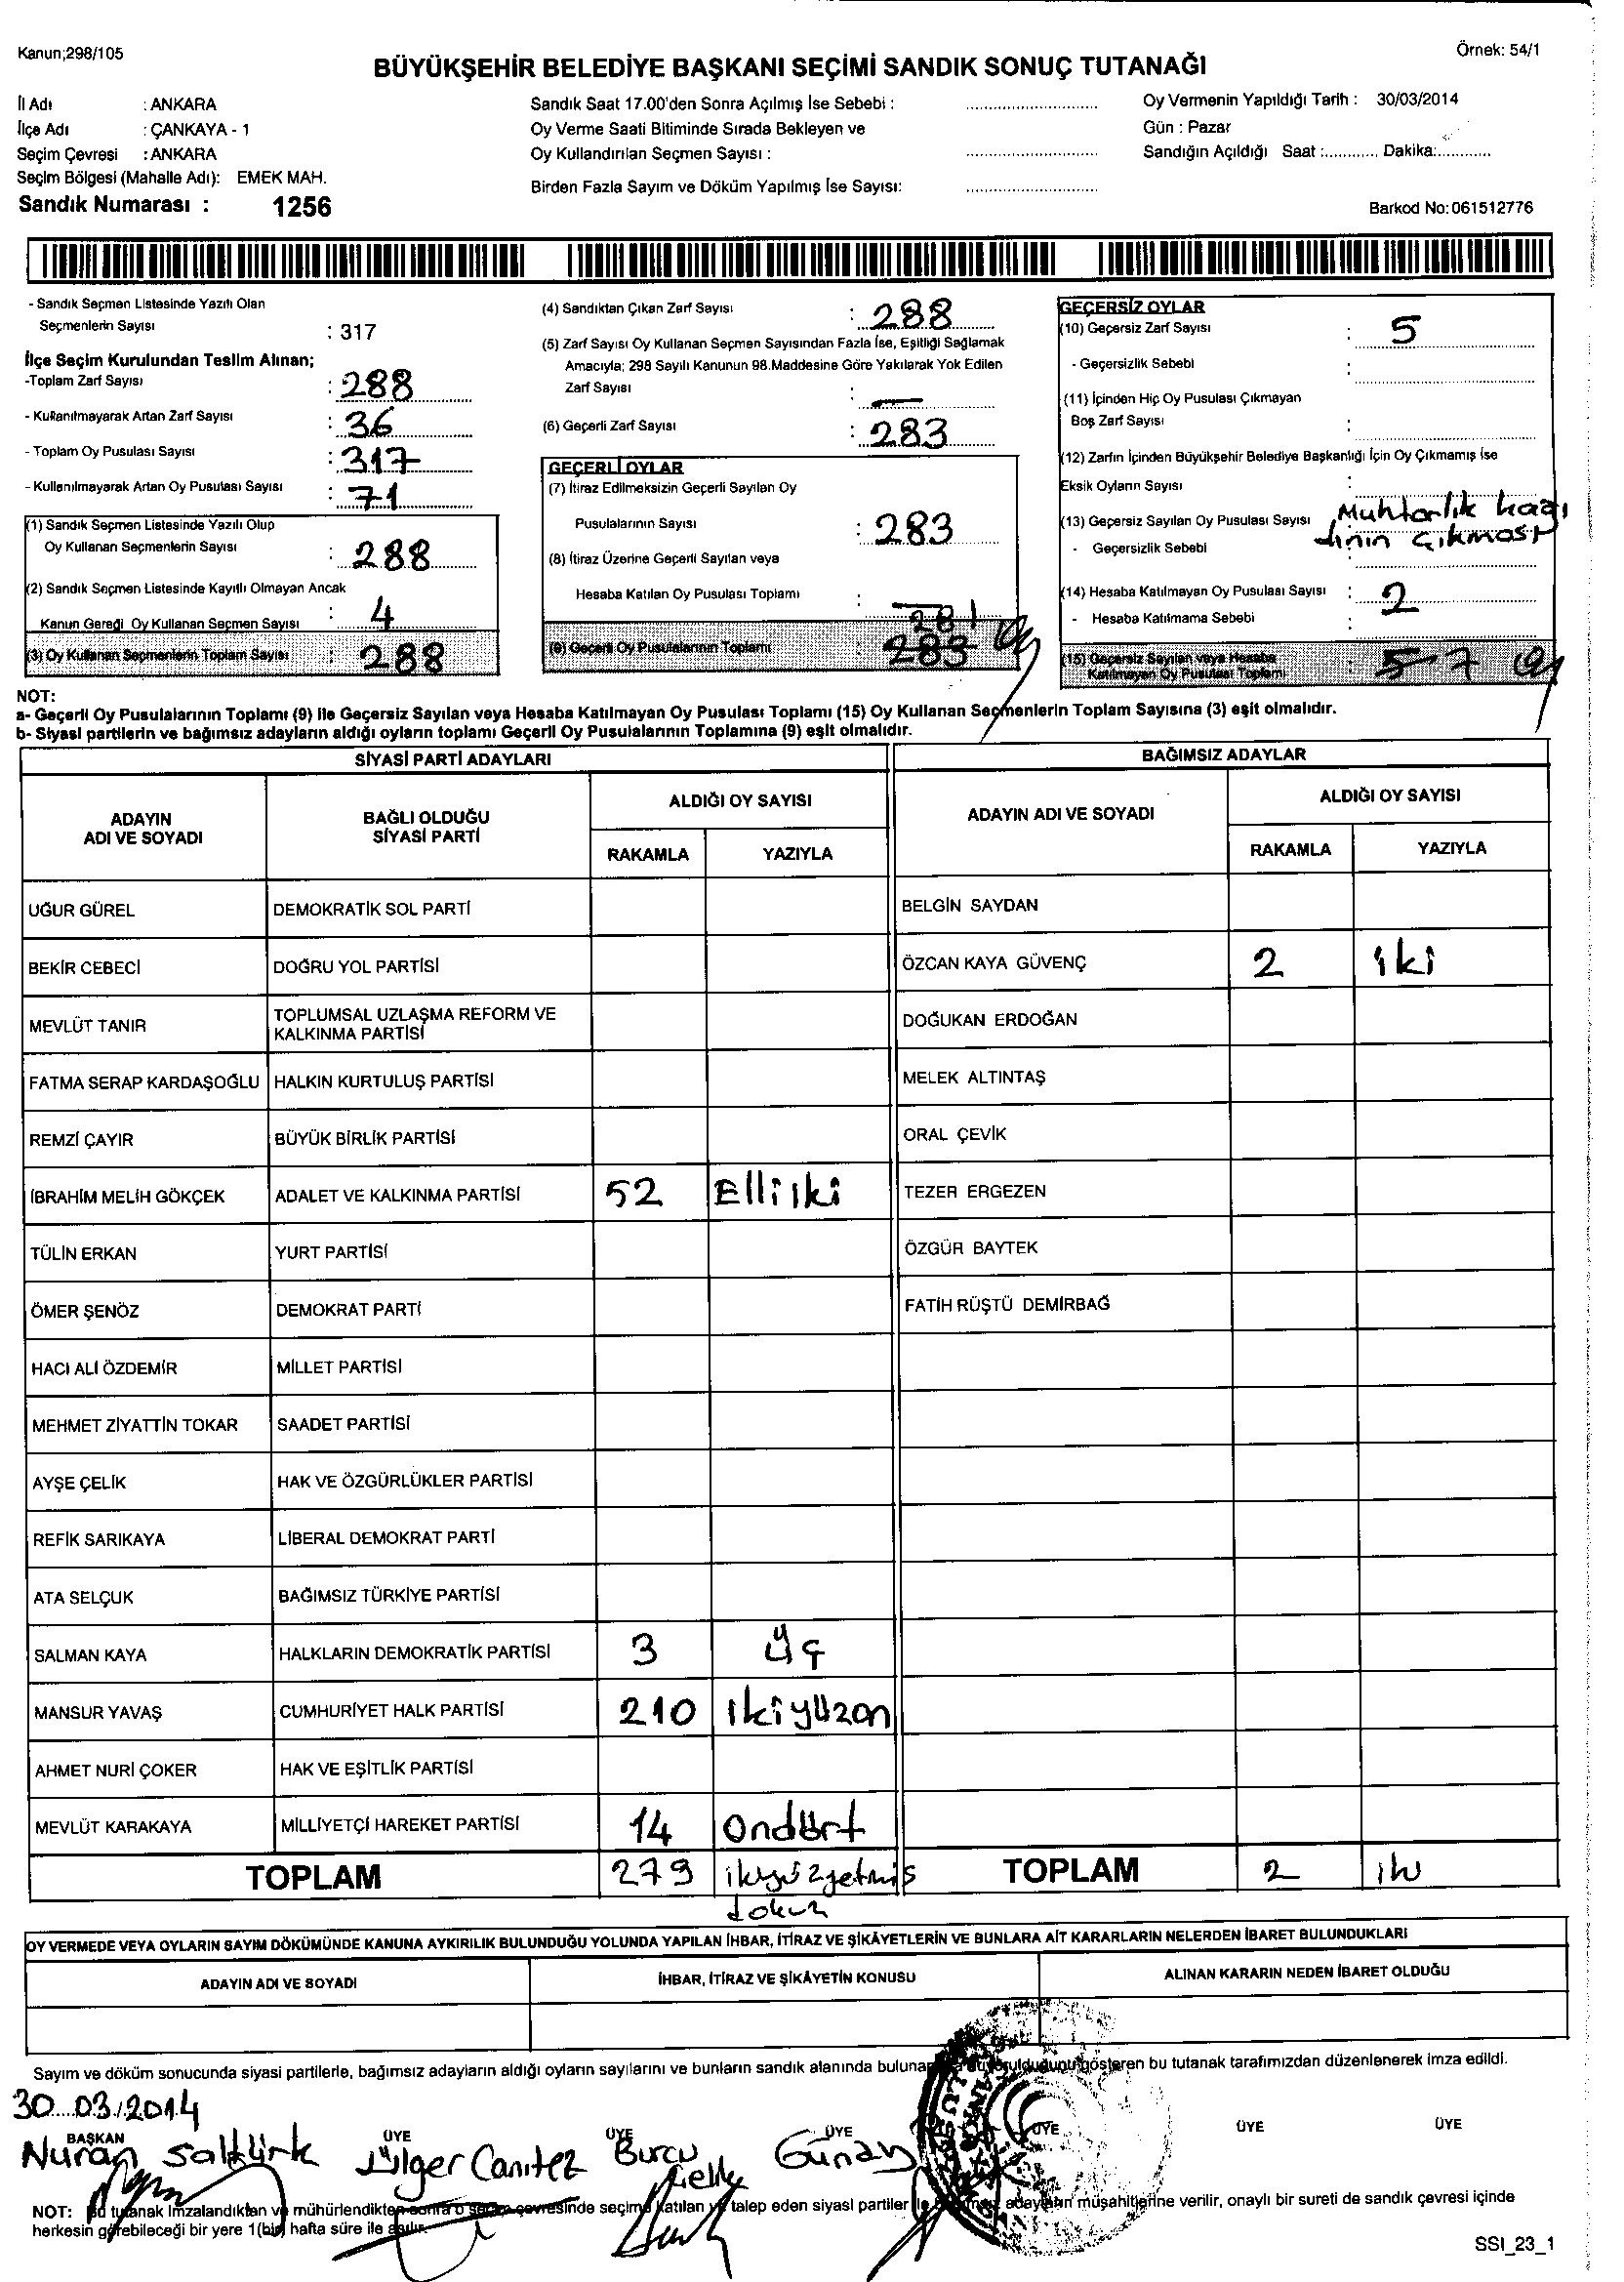 Kanun;298/105
Örnek: 54/1
BÜYÜKŞEHİR BELEDİYE BAŞKANI SEÇİMİ SANDIK SONUÇ TUTANAĞI
İl Adı : ANKARA
İlçe Adı : ÇANKAYA - 1
Seçim Çevresi : ANKARA
Seçim Bölgesi (Mahalle Adı): EMEK MAH.
Sandık Numarası : 1256
Sandık Saat 17.00'den Sonra Açılmış İse Sebebi :
Oy Verme Saati Bitiminde Sırada Bekleyen ve
Oy Kullandırılan Seçmen Sayısı :
Birden Fazla Sayım ve Döküm Yapılmış İse Sayısı:
Oy Vermenin Yapıldığı Tarih : 30/03/2014
Gün : Pazar
Sandığın Açıldığı Saat :............ Dakika:............
Barkod No:061512776
- Sandık Seçmen Listesinde Yazılı Olan
Seçmenlerin Sayısı : 317
İlçe Seçim Kurulundan Teslim Alınan;
-Toplam Zarf Sayısı : 288
- Kullanılmayarak Artan Zarf Sayısı : 36
- Toplam Oy Pusulası Sayısı : 317
- Kullanılmayarak Artan Oy Pusulası Sayısı : 71
(1) Sandık Seçmen Listesinde Yazılı Olup
Oy Kullanan Seçmenlerin Sayısı : 288
(2) Sandık Seçmen Listesinde Kayıtlı Olmayan Ancak
Kanun Gereği Oy Kullanan Seçmen Sayısı : 4
(3) Oy Kullanan Seçmenlerin Toplam Sayısı : 288
(4) Sandıktan Çıkan Zarf Sayısı : 288
(5) Zarf Sayısı Oy Kullanan Seçmen Sayısından Fazla İse, Eşitliği Sağlamak
Amacıyla; 298 Sayılı Kanunun 98.Maddesine Göre Yakılarak Yok Edilen
Zarf Sayısı : —
(6) Geçerli Zarf Sayısı : 283
GEÇERLİ OYLAR
(7) İtiraz Edilmeksizin Geçerli Sayılan Oy
Pusulalarının Sayısı : 283
(8) İtiraz Üzerine Geçerli Sayılan veya
Hesaba Katılan Oy Pusulası Toplamı : —
281
(9) Geçerli Oy Pusulalarının Toplamı : 283
GEÇERSİZ OYLAR
(10) Geçersiz Zarf Sayısı : 5
- Geçersizlik Sebebi :
(11) İçinden Hiç Oy Pusulası Çıkmayan
Boş Zarf Sayısı :
(12) Zarfın İçinden Büyükşehir Belediye Başkanlığı İçin Oy Çıkmamış İse
Eksik Oyların Sayısı :
(13) Geçersiz Sayılan Oy Pusulası Sayısı Muhtarlık kağı
- Geçersizlik Sebebi dının çıkması
(14) Hesaba Katılmayan Oy Pusulası Sayısı : 2
- Hesaba Katılmama Sebebi :
(15) Geçersiz Sayılan veya Hesaba
Katılmayan Oy Pusulası Toplamı : 5 7
NOT:
a- Geçerli Oy Pusulalarının Toplamı (9) ile Geçersiz Sayılan veya Hesaba Katılmayan Oy Pusulası Toplamı (15) Oy Kullanan Seçmenlerin Toplam Sayısına (3) eşit olmalıdır.
b- Siyasi partilerin ve bağımsız adayların aldığı oyların toplamı Geçerli Oy Pusulalarının Toplamına (9) eşit olmalıdır.
SİYASİ PARTİ ADAYLARI BAĞIMSIZ ADAYLAR
ADAYIN ADI VE SOYADI BAĞLI OLDUĞU SİYASİ PARTİ ALDIĞI OY SAYISI ADAYIN ADI VE SOYADI ALDIĞI OY SAYISI
RAKAMLA YAZIYLA RAKAMLA YAZIYLA
UĞUR GÜREL DEMOKRATİK SOL PARTİ BELGİN SAYDAN
BEKİR CEBECİ DOĞRU YOL PARTİSİ ÖZCAN KAYA GÜVENÇ 2 iki
MEVLÜT TANIR TOPLUMSAL UZLAŞMA REFORM VE KALKINMA PARTİSİ DOĞUKAN ERDOĞAN
FATMA SERAP KARDAŞOĞLU HALKIN KURTULUŞ PARTİSİ MELEK ALTINTAŞ
REMZİ ÇAYIR BÜYÜK BİRLİK PARTİSİ ORAL ÇEVİK
İBRAHİM MELİH GÖKÇEK ADALET VE KALKINMA PARTİSİ 52 Elliiki TEZER ERGEZEN
TÜLİN ERKAN YURT PARTİSİ ÖZGÜR BAYTEK
ÖMER ŞENÖZ DEMOKRAT PARTİ FATİH RÜŞTÜ DEMİRBAĞ
HACI ALİ ÖZDEMİR MİLLET PARTİSİ
MEHMET ZİYATTİN TOKAR SAADET PARTİSİ
AYŞE ÇELİK HAK VE ÖZGÜRLÜKLER PARTİSİ
REFİK SARIKAYA LİBERAL DEMOKRAT PARTİ
ATA SELÇUK BAĞIMSIZ TÜRKİYE PARTİSİ
SALMAN KAYA HALKLARIN DEMOKRATİK PARTİSİ 3 Üç
MANSUR YAVAŞ CUMHURİYET HALK PARTİSİ 210 ikiyüzon
AHMET NURİ ÇOKER HAK VE EŞİTLİK PARTİSİ
MEVLÜT KARAKAYA MİLLİYETÇİ HAREKET PARTİSİ 14 Ondört
TOPLAM 279 ikiyüzyetmiş TOPLAM 2 iki
dokuz
OY VERMEDE VEYA OYLARIN SAYIM DÖKÜMÜNDE KANUNA AYKIRILIK BULUNDUĞU YOLUNDA YAPILAN İHBAR, İTİRAZ VE ŞİKÂYETLERİN VE BUNLARA AİT KARARLARIN NELERDEN İBARET BULUNDUKLARI
ADAYIN ADI VE SOYADI İHBAR, İTİRAZ VE ŞİKÂYETİN KONUSU ALINAN KARARIN NEDEN İBARET OLDUĞU
Sayım ve döküm sonucunda siyasi partilerle, bağımsız adayların aldığı oyların sayılarını ve bunların sandık alanında gösteren bu tutanak tarafımızdan düzenlenerek imza edildi.
30.03.2014
BAŞKAN ÜYE ÜYE ÜYE ÜYE ÜYE ÜYE
Nuran Saltürk Ülger Canıtez Burcu Çelik Günay
NOT: Bu tutanak imzalandıktan ve mühürlendikten sonra o seçim çevresinde seçime katılan ve talep eden siyasi partiler ile bağımsız adayların müşahitlerine verilir, onaylı bir sureti de sandık çevresi içinde
herkesin görebileceği bir yere 1(bir) hafta süre ile asılır.
SSI_23_1